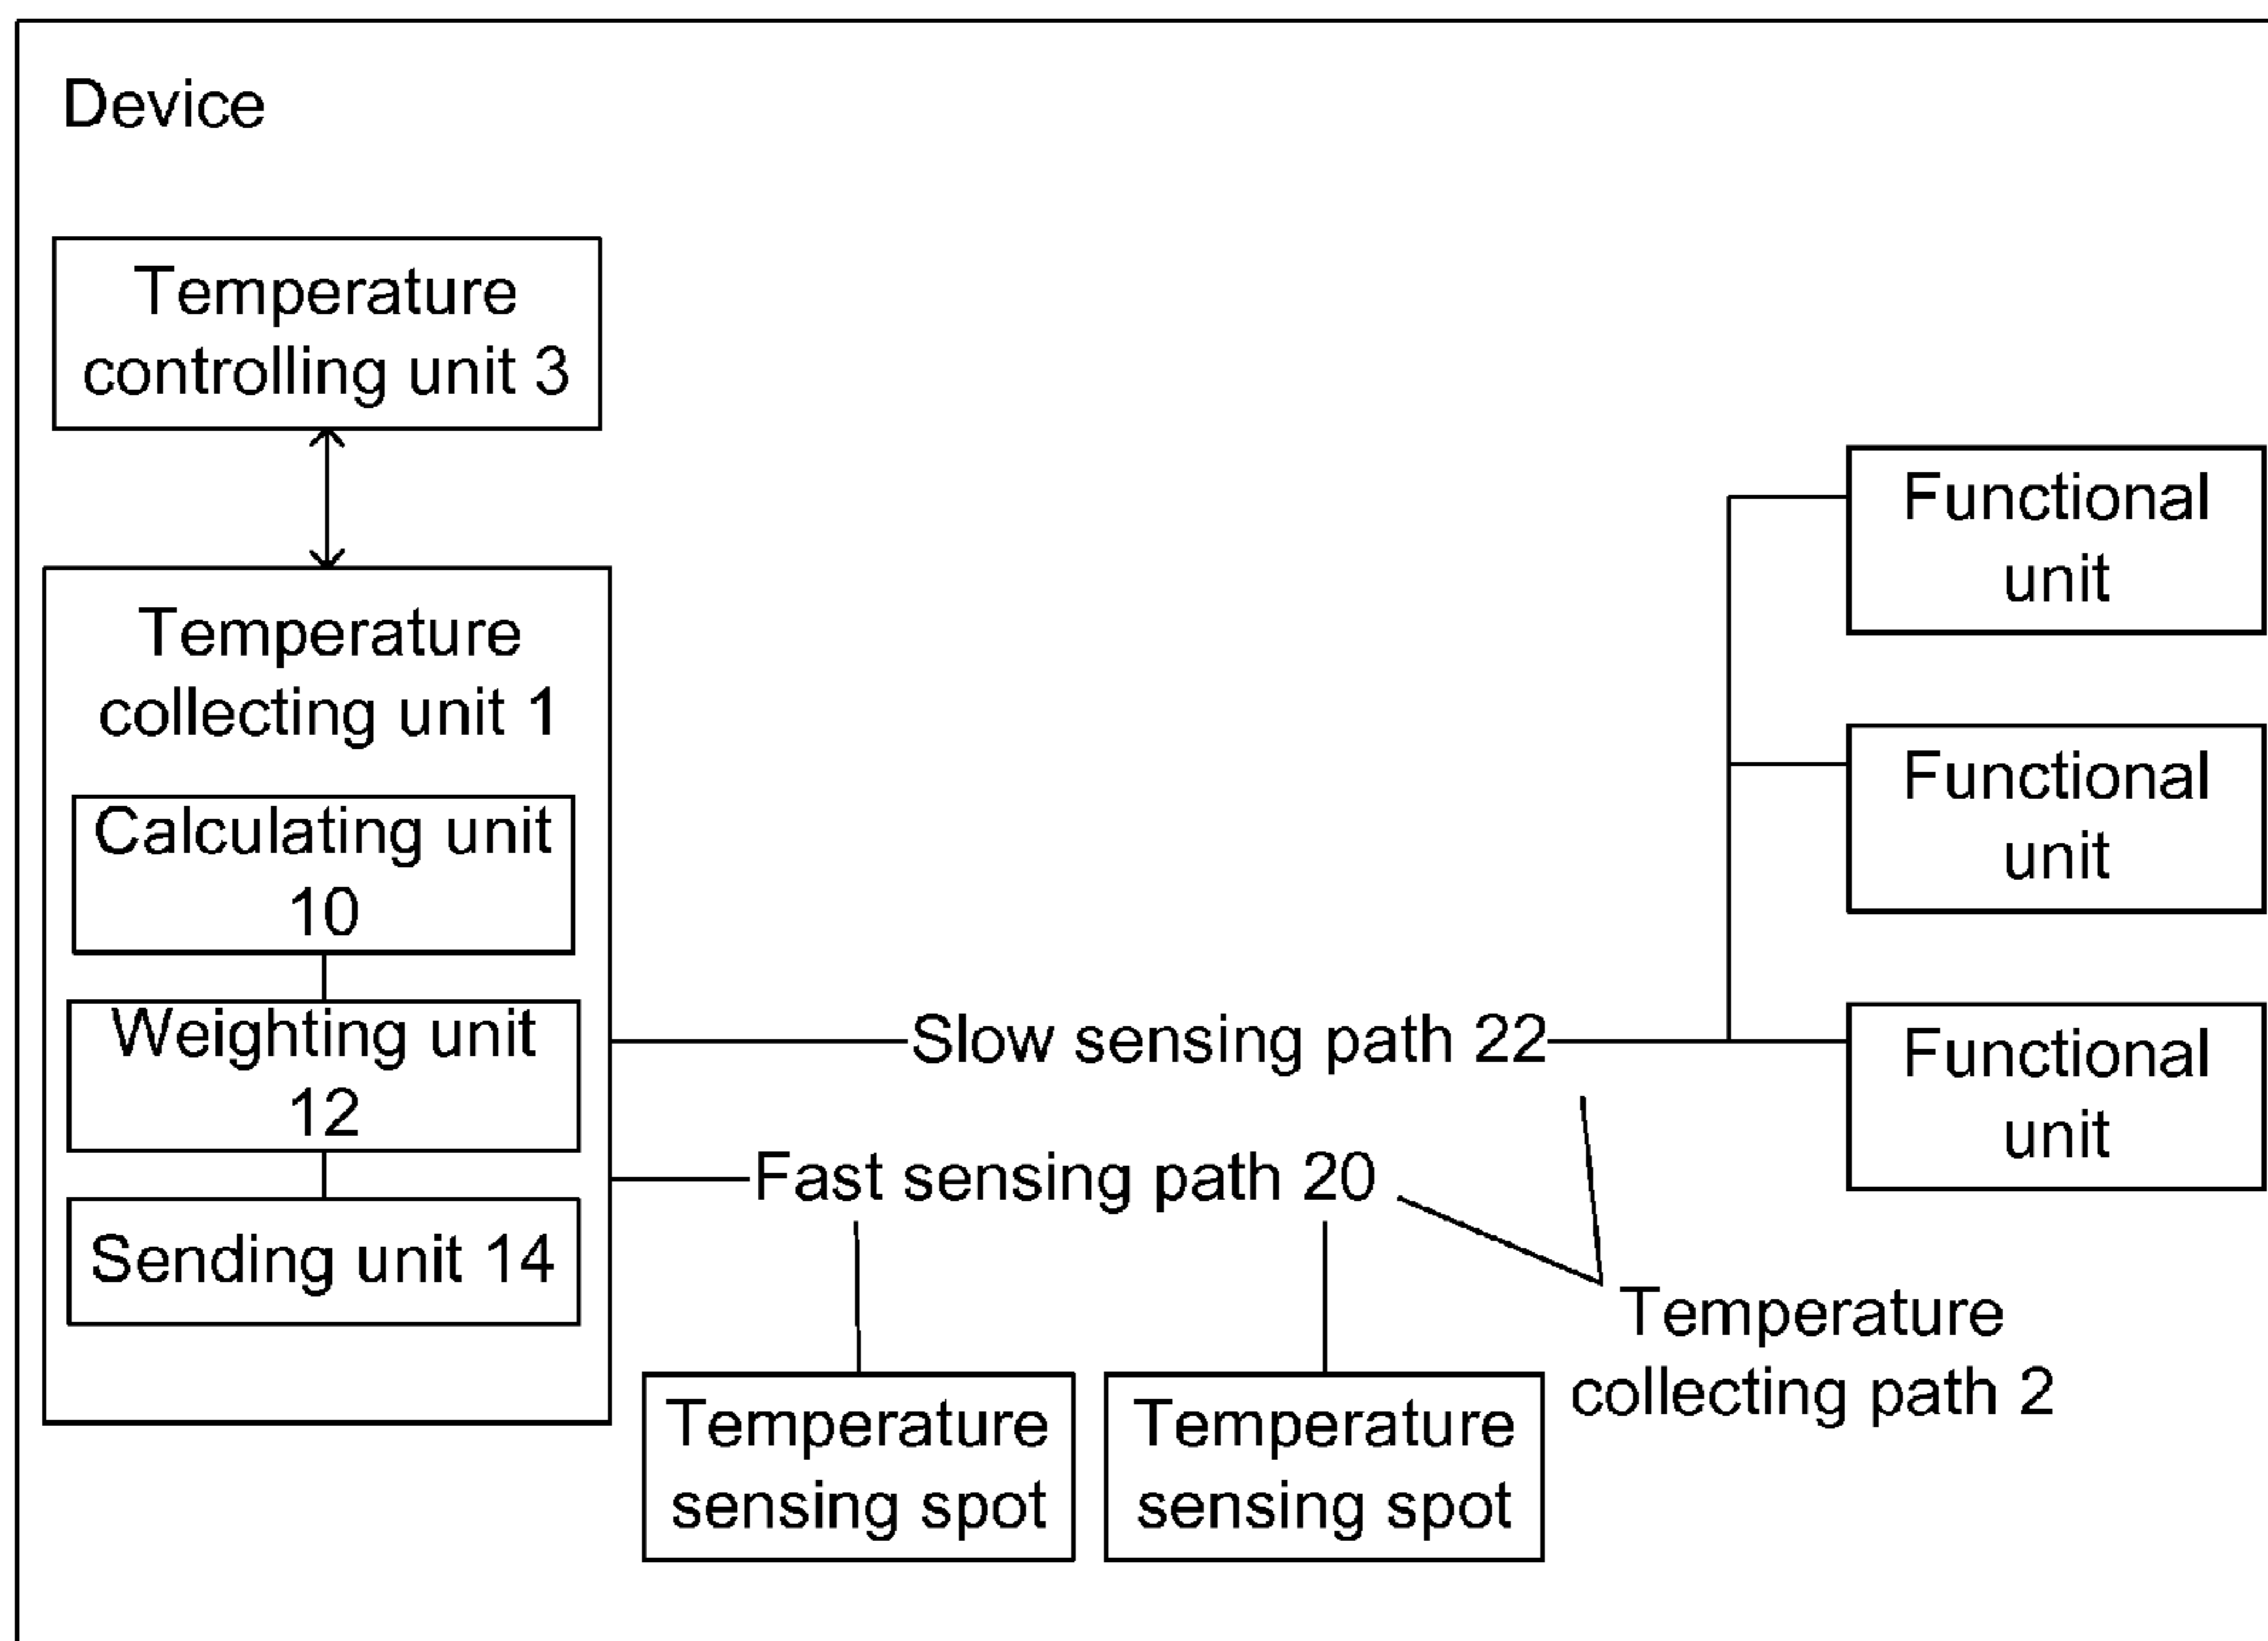 Device
Temperature
controlling unit 3
Temperature
collecting unit 1
Calculating unit
10
Weighting unit
12
Sending unit 14
Slow sensing path 22
Fast sensing path 20
Temperature
sensing spot
Temperature
sensing spot
Temperature
collecting path 2
Functional
unit
Functional
unit
Functional
unit